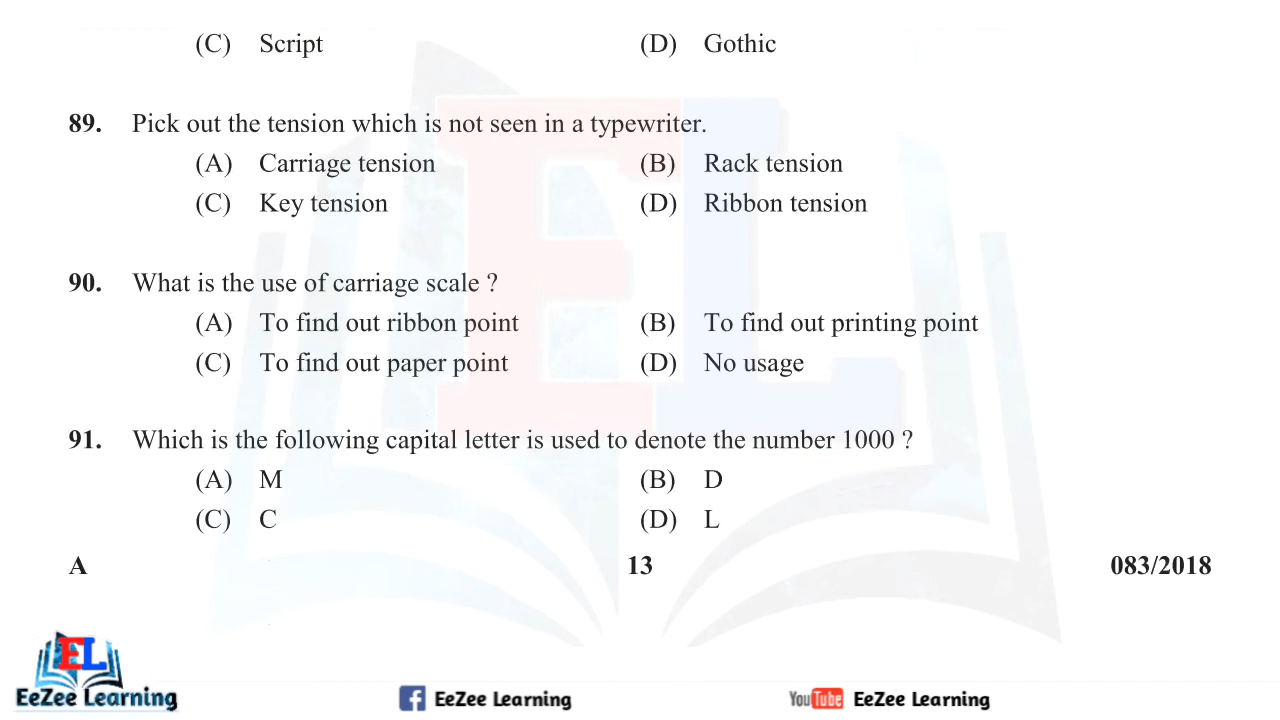 (C) Script (D) Gothic
89. Pick out the tension which is not seen in a typewriter.
(A) Carriage tension (B) Rack tension
(C) Key tension (D) Ribbon tension
90. What is the use of carriage scale ?
(A) To find out ribbon point (B) To find out printing point
(C) To find out paper point (D) No usage
91. Which is the following capital letter is used to denote the number 1000 ?
(A) M (B) D
(C) C (D) L
A 13 083/2018
EL
EeZee Learning EeZee Learning YouTube EeZee Learning